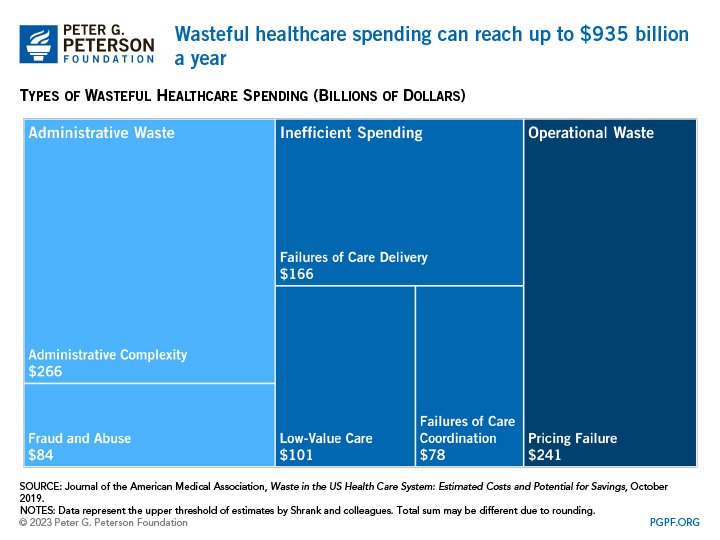 PETER G.
PETERSON
FOUNDATION
Wasteful healthcare spending can reach up to $935 billion
a year
TYPES OF WASTEFUL HEALTHCARE SPENDING (BILLIONS OF DOLLARS)
Administrative Waste
Administrative Complexity
$266
Fraud and Abuse
$84
Inefficient Spending
Failures of Care Delivery
$166
Low-Value Care
$101
Failures of Care
Coordination
$78
Operational Waste
Pricing Failure
$241
SOURCE: Journal of the American Medical Association, Waste in the US Health Care System: Estimated Costs and Potential for Savings, October
2019.
NOTES: Data represent the upper threshold of estimates by Shrank and colleagues. Total sum may be different due to rounding.
© 2023 Peter G. Peterson Foundation
PGPF.ORG